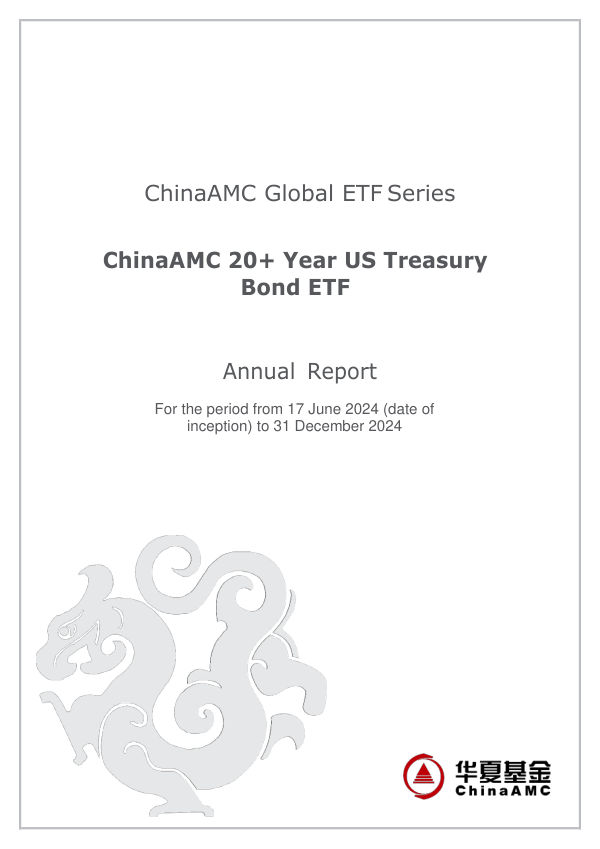 ChinaAMC Global ETF Series
ChinaAMC 20+ Year US Treasury
Bond ETF
Annual Report
For the period from 17 June 2024 (date of
inception) to 31 December 2024
华夏基金
ChinaAMC